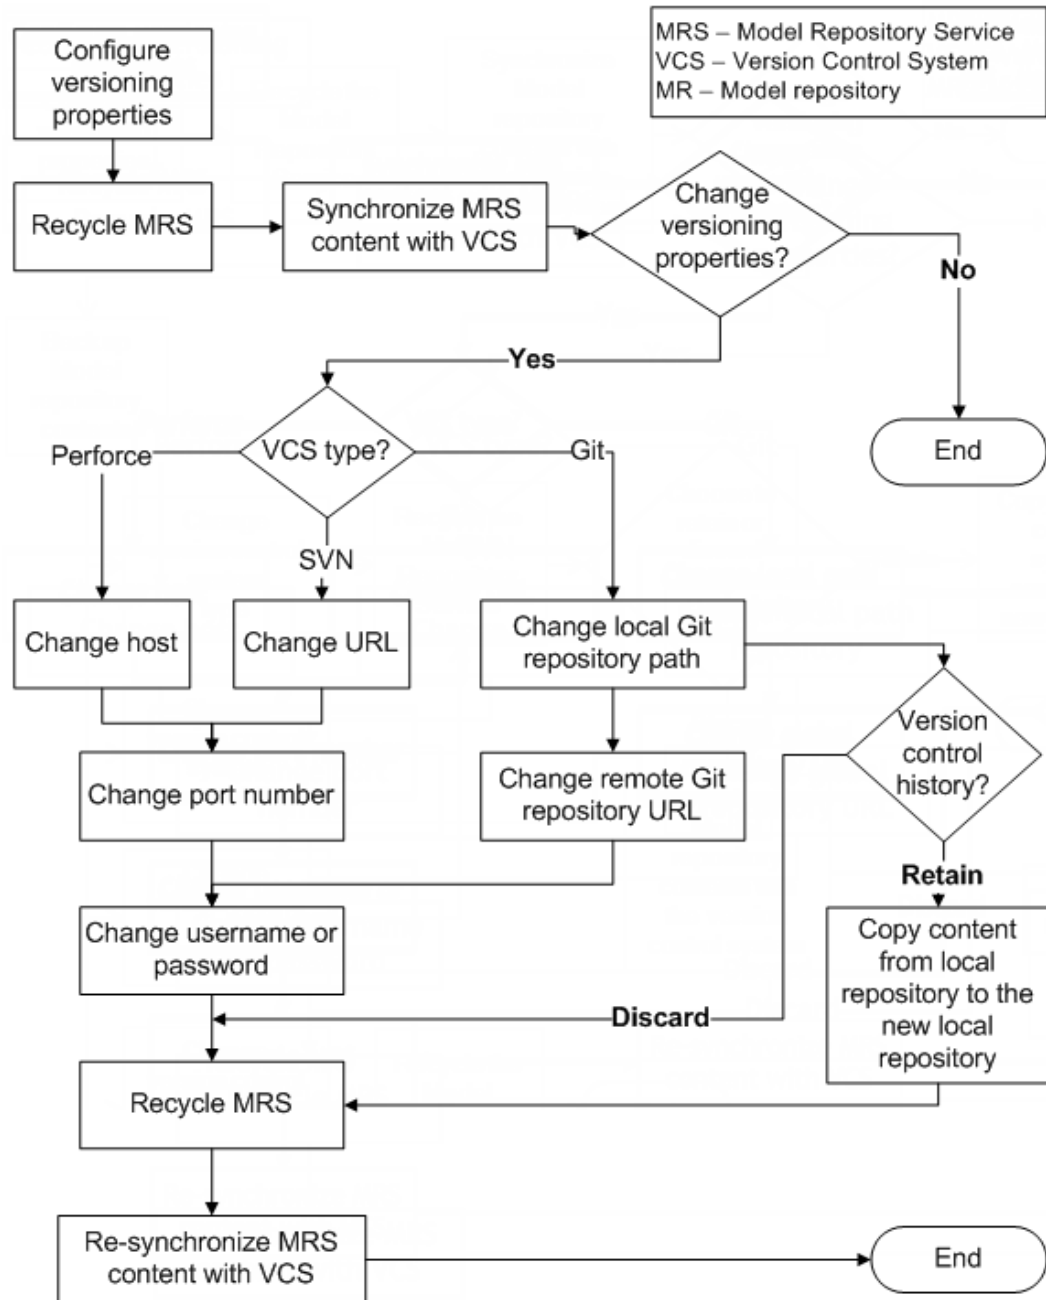 Configure
versioning
properties
MRS – Model Repository Service
VCS – Version Control System
MR – Model repository
Recycle MRS
Synchronize MRS
content with VCS
Change
versioning
properties?
No
Yes
End
Perforce
VCS type?
Git
SVN
Change host
Change URL
Change local Git
repository path
Version
control
history?
Change port number
Change remote Git
repository URL
Retain
Change username or
password
Copy content
from local
repository to the
new local
repository
Discard
Recycle MRS
Re-synchronize MRS
content with VCS
End